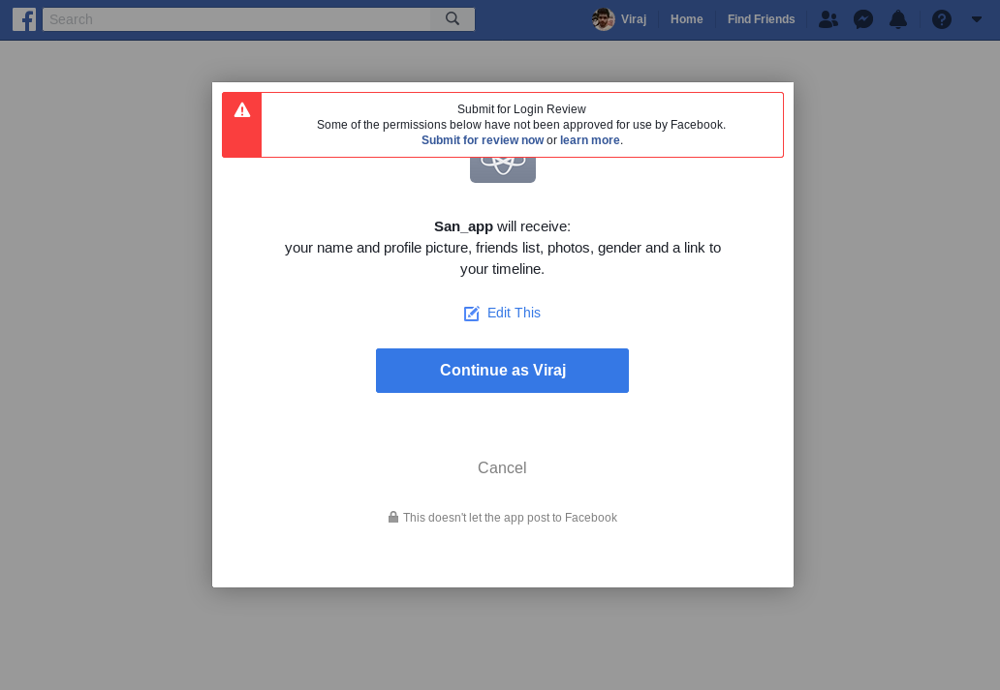 Search
Viraj
Home
Find Friends
Submit for Login Review
Some of the permissions below have not been approved for use by Facebook.
Submit for review now or learn more.
San_app will receive:
your name and profile picture, friends list, photos, gender and a link to
your timeline.
Edit This
Continue as Viraj
Cancel
This doesn't let the app post to Facebook